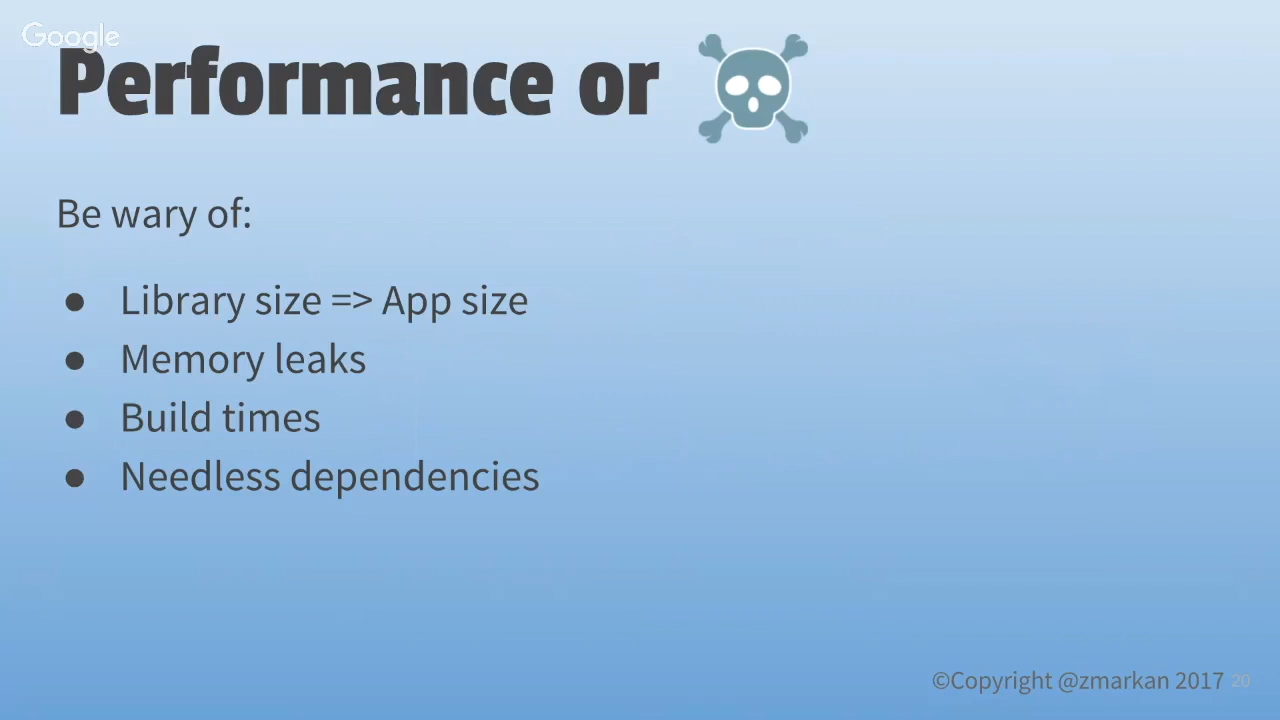 Google
Performance or ☠
Be wary of:
● Library size => App size
● Memory leaks
● Build times
● Needless dependencies
©Copyright @zmarkan 2017 20